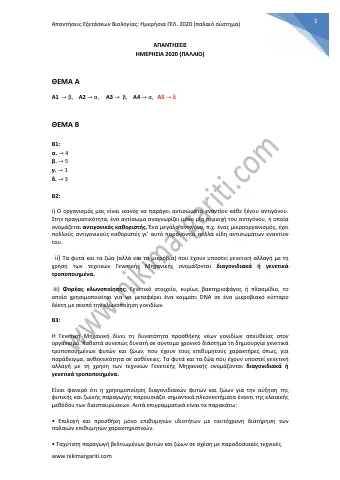 Απαντήσεις Εξετάσεων Βιολογίας: Ημερήσια ΓΕΛ. 2020 (παλαιό σύστημα)
1
ΑΠΑΝΤΗΣΕΙΣ
ΗΜΕΡΗΣΙΑ 2020 (ΠΑΛΑΙΟ)
ΘΕΜΑ Α
Α1 → β, Α2 → α, Α3 → β, Α4 → α, Α5 → δ
ΘΕΜΑ Β
Β1:
α. → 4
β. → 5
γ. → 1
δ. → 3
Β2:
i) Ο οργανισμός μας είναι ικανός να παράγει αντισώματα εναντίον κάθε ξένου αντιγόνου.
Στην πραγματικότητα, ένα αντίσωμα αναγνωρίζει μόνο μία περιοχή του αντιγόνου, η οποία
ονομάζεται αντιγονικός καθοριστής. Ένα μεγάλο αντιγόνο, π.χ. ένας μικροοργανισμός, έχει
πολλούς αντιγονικούς καθοριστές γι' αυτό παράγονται πολλά είδη αντισωμάτων εναντίον
του.
ii) Τα φυτά και τα ζώα (αλλά και τα μικρόβια) που έχουν υποστεί γενετική αλλαγή με τη
χρήση των τεχνικών Γενετικής Μηχανικής ονομάζονται διαγονιδιακά ή γενετικά
τροποποιημένα.
iii) Φορέας κλωνοποίησης: Γενετικό στοιχείο, κυρίως βακτηριοφάγος ή πλασμίδιο, το
οποίο χρησιμοποιείται για να μεταφέρει ένα κομμάτι DNA σε ένα μικροβιακό κύτταρο
δέκτη με σκοπό την κλωνοποίηση γονιδίων.
Β3:
Η Γενετική Μηχανική δίνει τη δυνατότητα προσθήκης νέων γονιδίων απευθείας στον
οργανισμό. Καθιστά συνεπώς δυνατή σε σύντομο χρονικό διάστημα τη δημιουργία γενετικά
τροποποιημένων φυτών και ζώων, που έχουν τους επιθυμητούς χαρακτήρες όπως, για
παράδειγμα, ανθεκτικότητα σε ασθένειες. Τα φυτά και τα ζώα που έχουν υποστεί γενετική
αλλαγή με τη χρήση των τεχνικών Γενετικής Μηχανικής ονομάζονται διαγονιδιακά ή
γενετικά τροποποιημένα.
Είναι φανερό ότι η χρησιμοποίηση διαγονιδιακών φυτών και ζώων για την αύξηση της
φυτικής και ζωικής παραγωγής παρουσιάζει σημαντικά πλεονεκτήματα έναντι της κλασικής
μεθόδου των διασταυρώσεων. Αυτά επιγραμματικά είναι τα παρακάτω:
• Επιλογή και προσθήκη μόνο επιθυμητών ιδιοτήτων με ταυτόχρονη διατήρηση των
παλαιών επιθυμητών χαρακτηριστικών.
• Ταχύτατη παραγωγή βελτιωμένων φυτών και ζώων σε σχέση με παραδοσιακές τεχνικές.
www.nikimargariti.com
www.nikimargariti.com